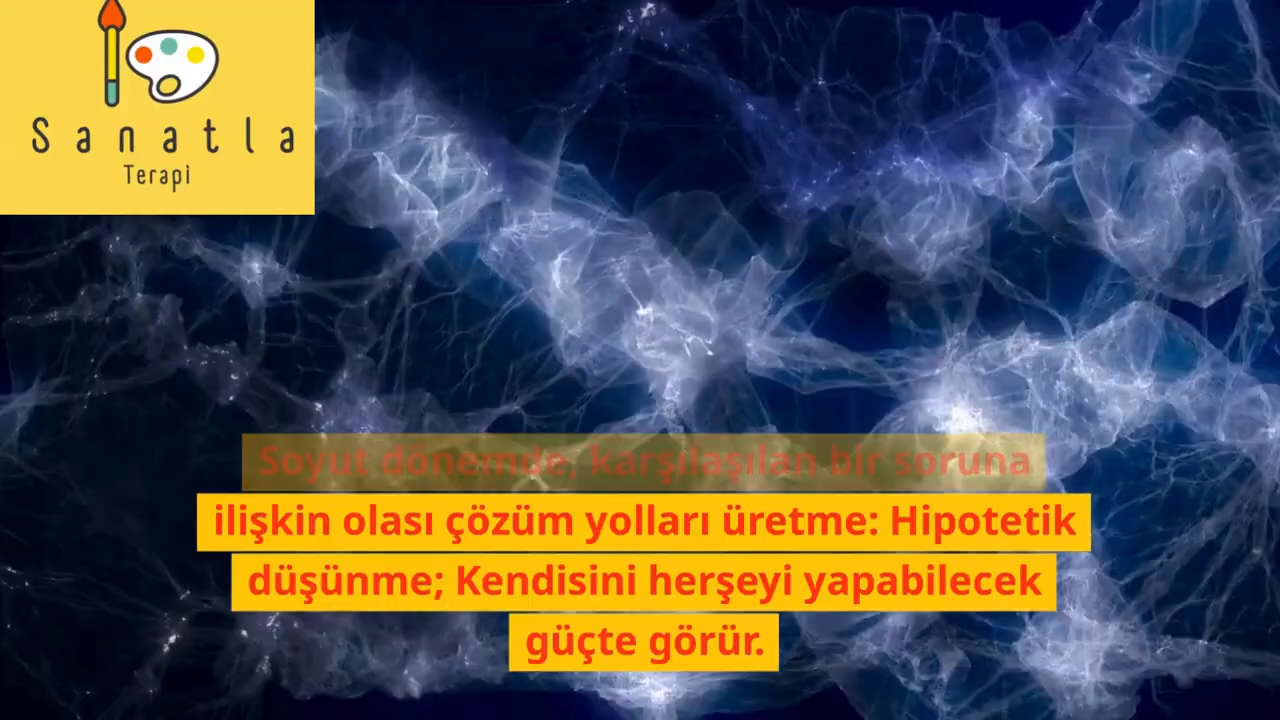 Sanatla
Terapi
Soyut dönemde, karşılaşılan bir soruna
ilişkin olası çözüm yolları üretme: Hipotetik
düşünme; Kendisini herşeyi yapabilecek
güçte görür.